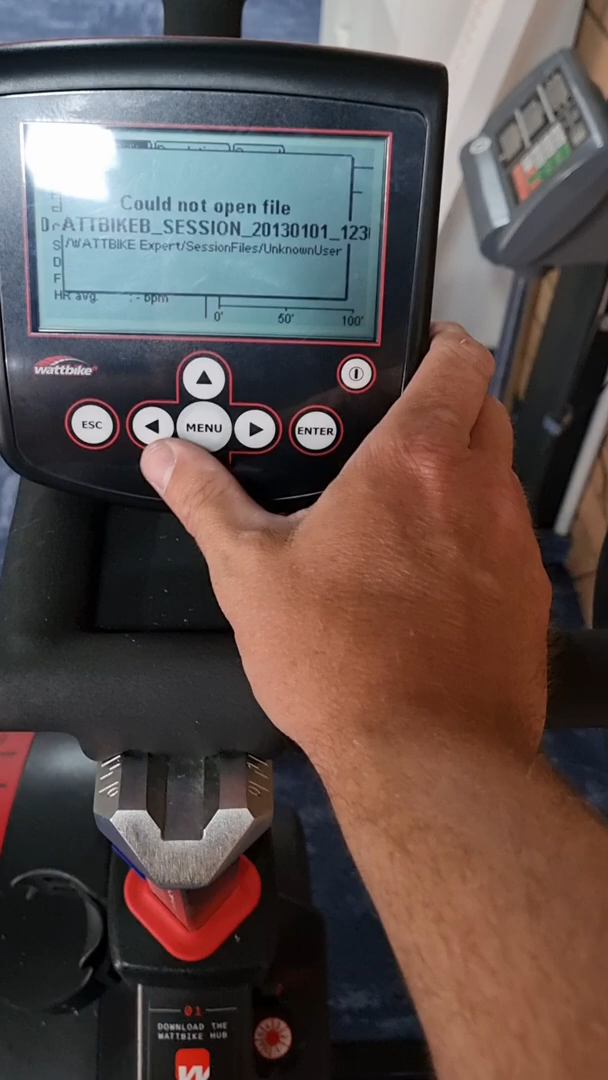 Could not open file
ATTBIKEB_SESSION_20130101_123
/WATTBIKE Expert/SessionFiles/UnknownUser
HR avg. : - bpm
0' 50' 100'
wattbike
ESC
MENU
ENTER
01
DOWNLOAD THE
WATTBIKE HUB